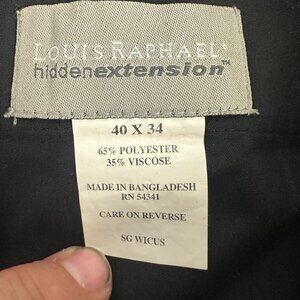 LOUIS RAPHAEL®
hiddenextension™
40 X 34
65% POLYESTER
35% VISCOSE
MADE IN BANGLADESH
RN 54341
CARE ON REVERSE
SG WICUS